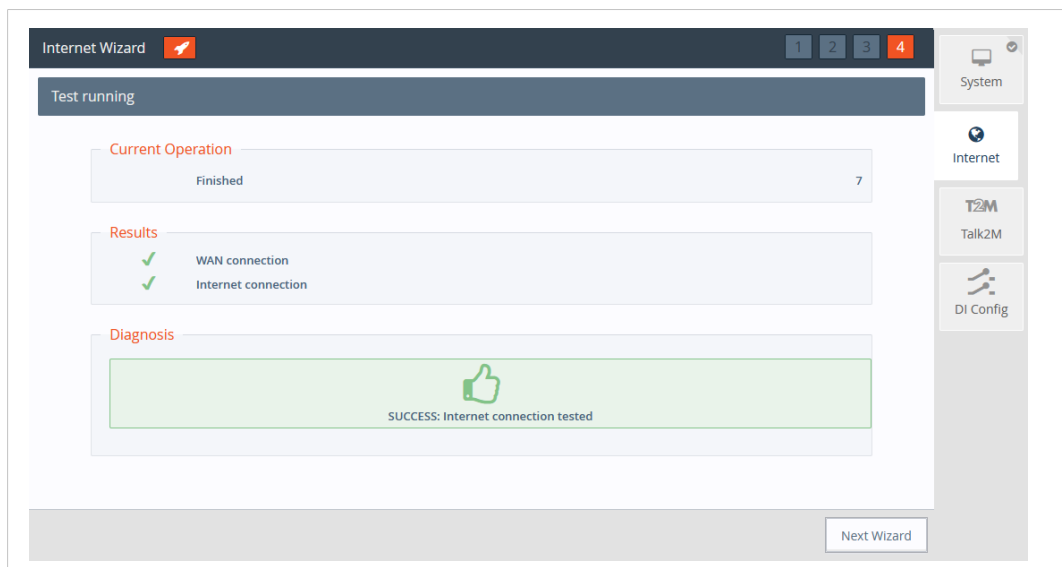 Internet Wizard
1 2 3 4
Test running
Current Operation
Finished 7
Results
WAN connection
Internet connection
Diagnosis
SUCCESS: Internet connection tested
Next Wizard
System
Internet
T2M
Talk2M
DI Config